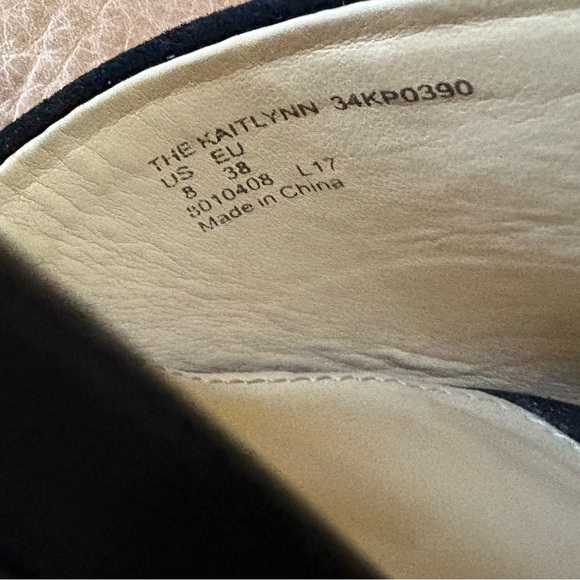 THE KAITLYNN 34KP0390
US EU
8 38
8010408 L17
Made in China